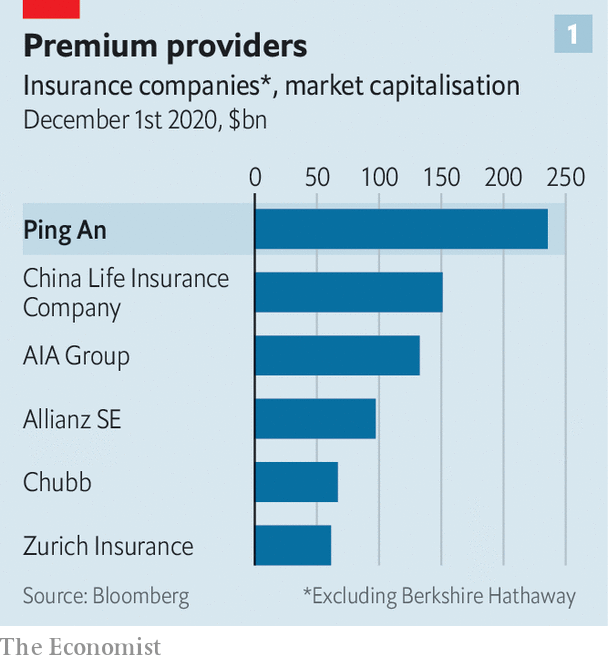 Premium providers
1
Insurance companies*, market capitalisation
December 1st 2020, $bn
0 50 100 150 200 250
Ping An
China Life Insurance
Company
AIA Group
Allianz SE
Chubb
Zurich Insurance
Source: Bloomberg
*Excluding Berkshire Hathaway
The Economist